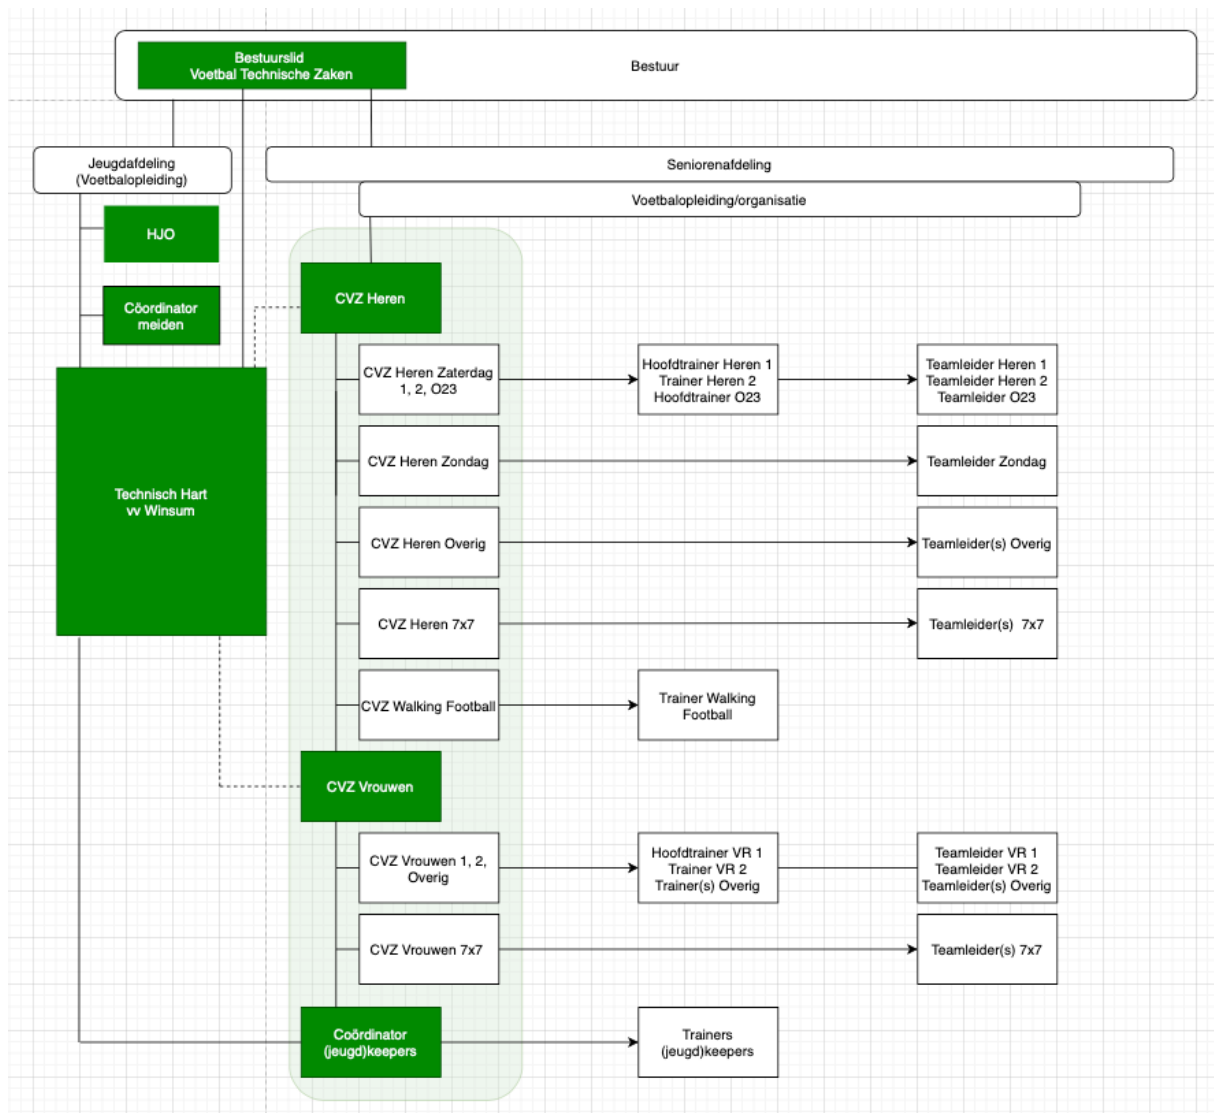 Bestuurslid
Voetbal Technische Zaken
Bestuur
Jeugdafdeling
(Voetbalopleiding)
Seniorenafdeling
Voetbalopleiding/organisatie
HJO
Cöordinator
meiden
CVZ Heren
CVZ Heren Zaterdag
1, 2, O23
Hoofdtrainer Heren 1
Trainer Heren 2
Hoofdtrainer O23
Teamleider Heren 1
Teamleider Heren 2
Teamleider O23
CVZ Heren Zondag
Teamleider Zondag
Technisch Hart
vv Winsum
CVZ Heren Overig
Teamleider(s) Overig
CVZ Heren 7x7
Teamleider(s) 7x7
CVZ Walking Football
Trainer Walking
Football
CVZ Vrouwen
CVZ Vrouwen 1, 2,
Overig
Hoofdtrainer VR 1
Trainer VR 2
Trainer(s) Overig
Teamleider VR 1
Teamleider VR 2
Teamleider(s) Overig
CVZ Vrouwen 7x7
Teamleider(s) 7x7
Coördinator
(jeugd)keepers
Trainers
(jeugd)keepers